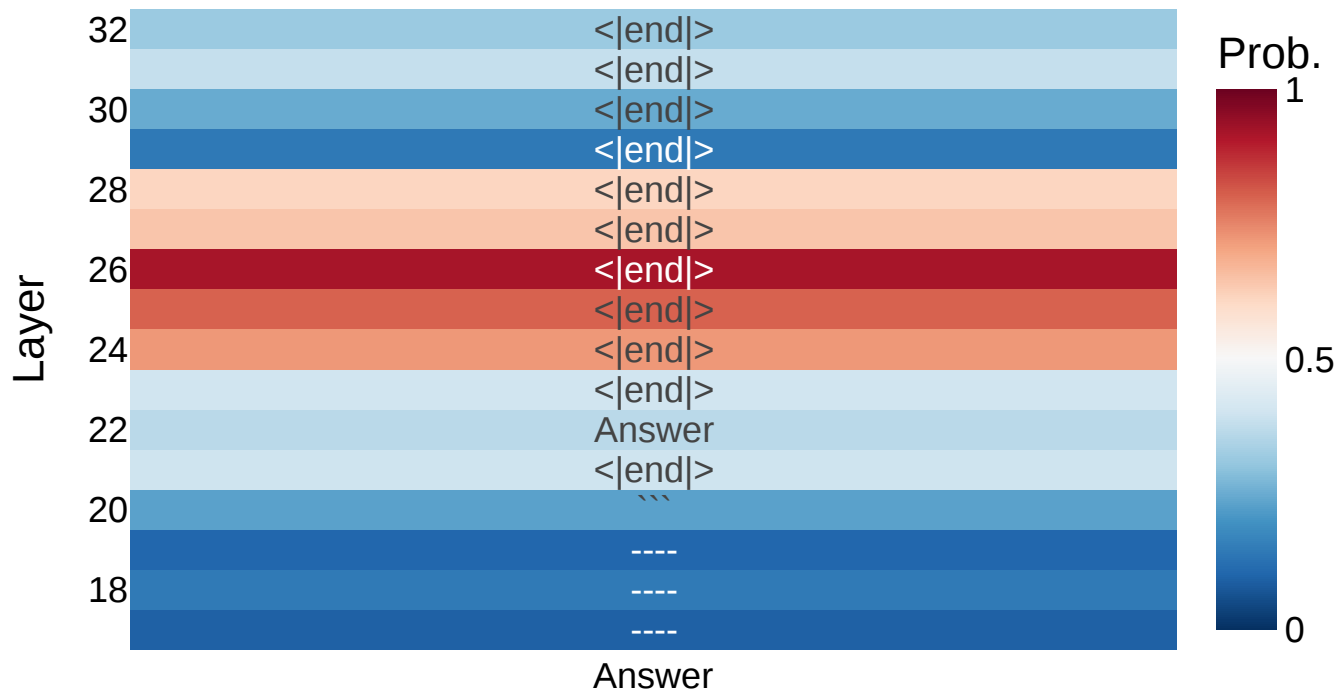 32 <|end|>
<|end|>
30 <|end|>
<|end|>
28 <|end|>
<|end|>
26 <|end|>
<|end|>
24 <|end|>
<|end|>
22 Answer
<|end|>
20 ```
----
18 ----
----
Answer
Layer
Prob.
1
0.5
0